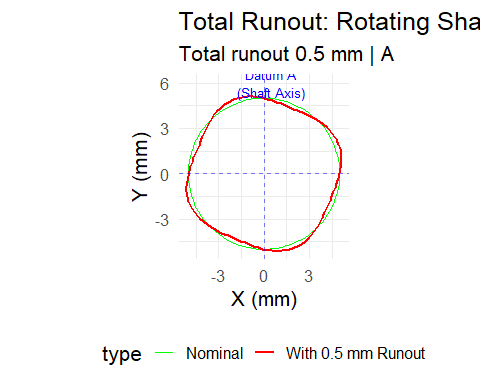 Total Runout: Rotating Sha
Total runout 0.5 mm | A
Datum A
(Shaft Axis)
6
3
0
-3
Y (mm)
-3
0
3
X (mm)
type
Nominal
With 0.5 mm Runout